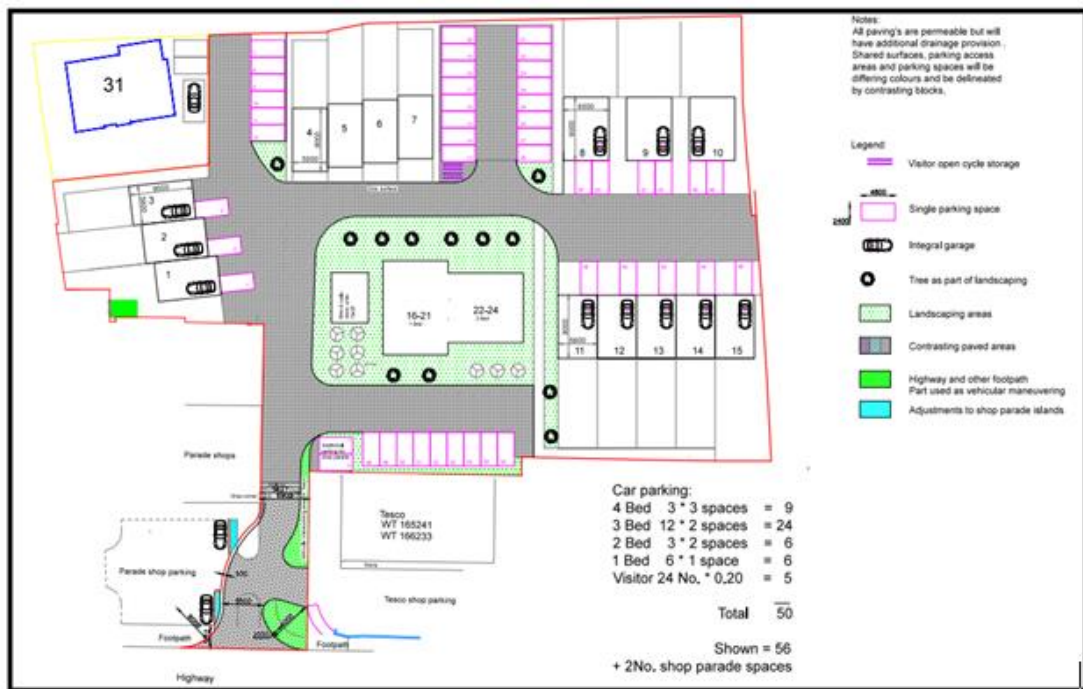 Notes:
All paving's are permeable but will
have additional drainage provision .
Shared surfaces, parking access
areas and parking spaces will be
differing colours and be delineated
by contrasting blocks.
Legend:
Visitor open cycle storage
4800
2400
Single parking space
Integral garage
Tree as part of landscaping
Landscaping areas
Contrasting paved areas
Highway and other footpath
Part used as vehicular maneuvering
Adjustments to shop parade islands
31
4
5
6
7
8
9
10
3
2
1
16-21
22-24
11
12
13
14
15
Parade shops
Tesco
WT 165241
WT 166233
Parade shop parking
Tesco shop parking
Footpath
Footpath
Highway
Car parking:
4 Bed 3 * 3 spaces = 9
3 Bed 12 * 2 spaces = 24
2 Bed 3 * 2 spaces = 6
1 Bed 6 * 1 space = 6
Visitor 24 No. * 0.20 = 5
Total 50
Shown = 56
+ 2No. shop parade spaces